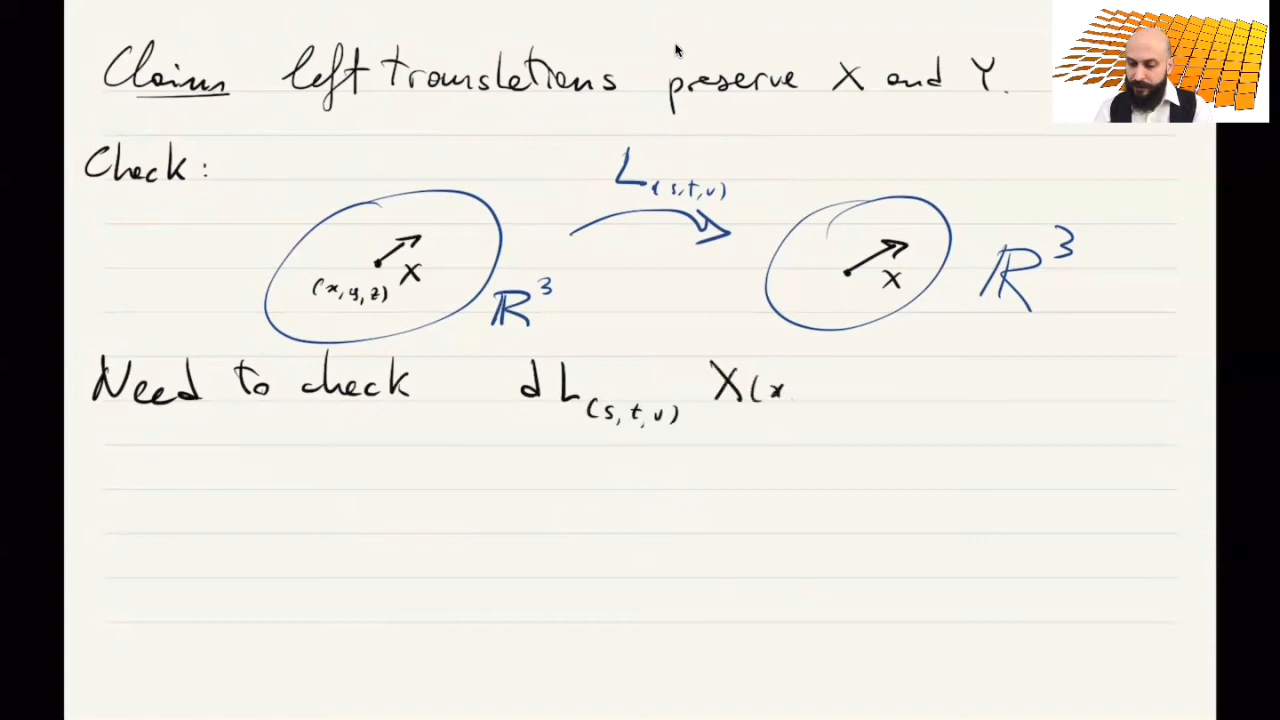 Claim left translations preserve X and Y.
Check:
L(s,t,u)
X
(x,y,z)
ℝ³
X
ℝ³
Need to check dL(s,t,u) X(x